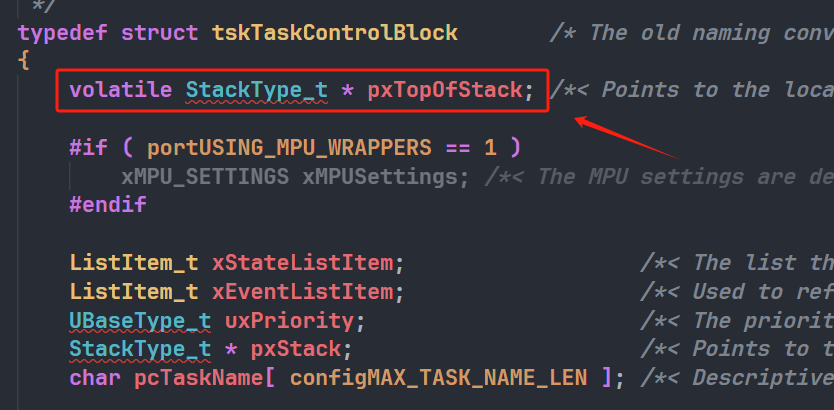 */
typedef struct tskTaskControlBlock /* The old naming conv
{
volatile StackType_t * pxTopOfStack; /*< Points to the loca
#if ( portUSING_MPU_WRAPPERS == 1 )
xMPU_SETTINGS xMPUSettings; /*< The MPU settings are de
#endif
ListItem_t xStateListItem; /*< The list th
ListItem_t xEventListItem; /*< Used to ref
UBaseType_t uxPriority; /*< The priorit
StackType_t * pxStack; /*< Points to t
char pcTaskName[ configMAX_TASK_NAME_LEN ]; /*< Descriptive